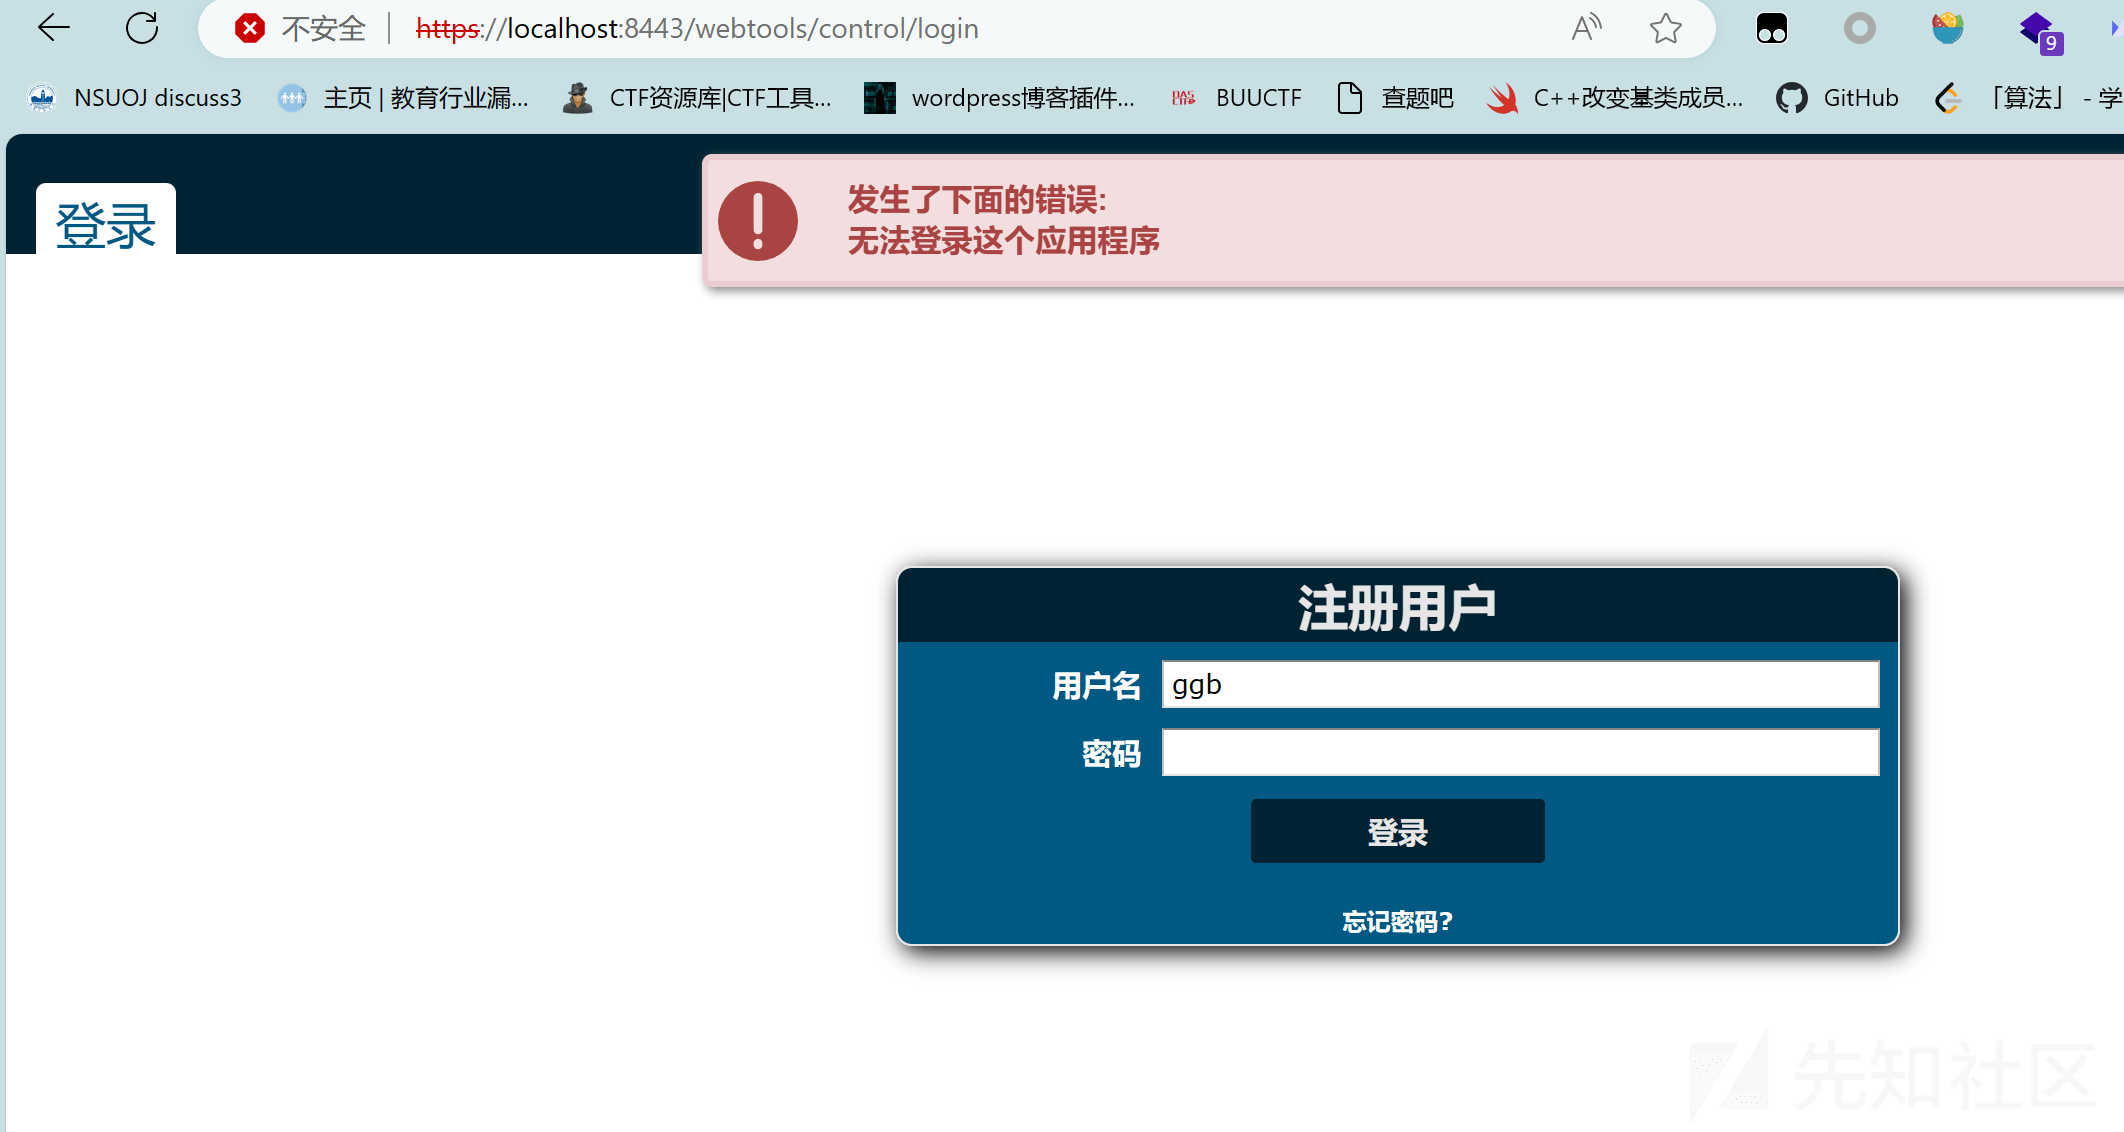 不安全 https://localhost:8443/webtools/control/login
9
NSUOJ discuss3 主页 | 教育行业漏... CTF资源库|CTF工具... wordpress博客插件... BUUCTF 查题吧 C++改变基类成员... GitHub 「算法」 - 学
登录
发生了下面的错误:
无法登录这个应用程序
注册用户
用户名 ggb
密码
登录
忘记密码?
先知社区